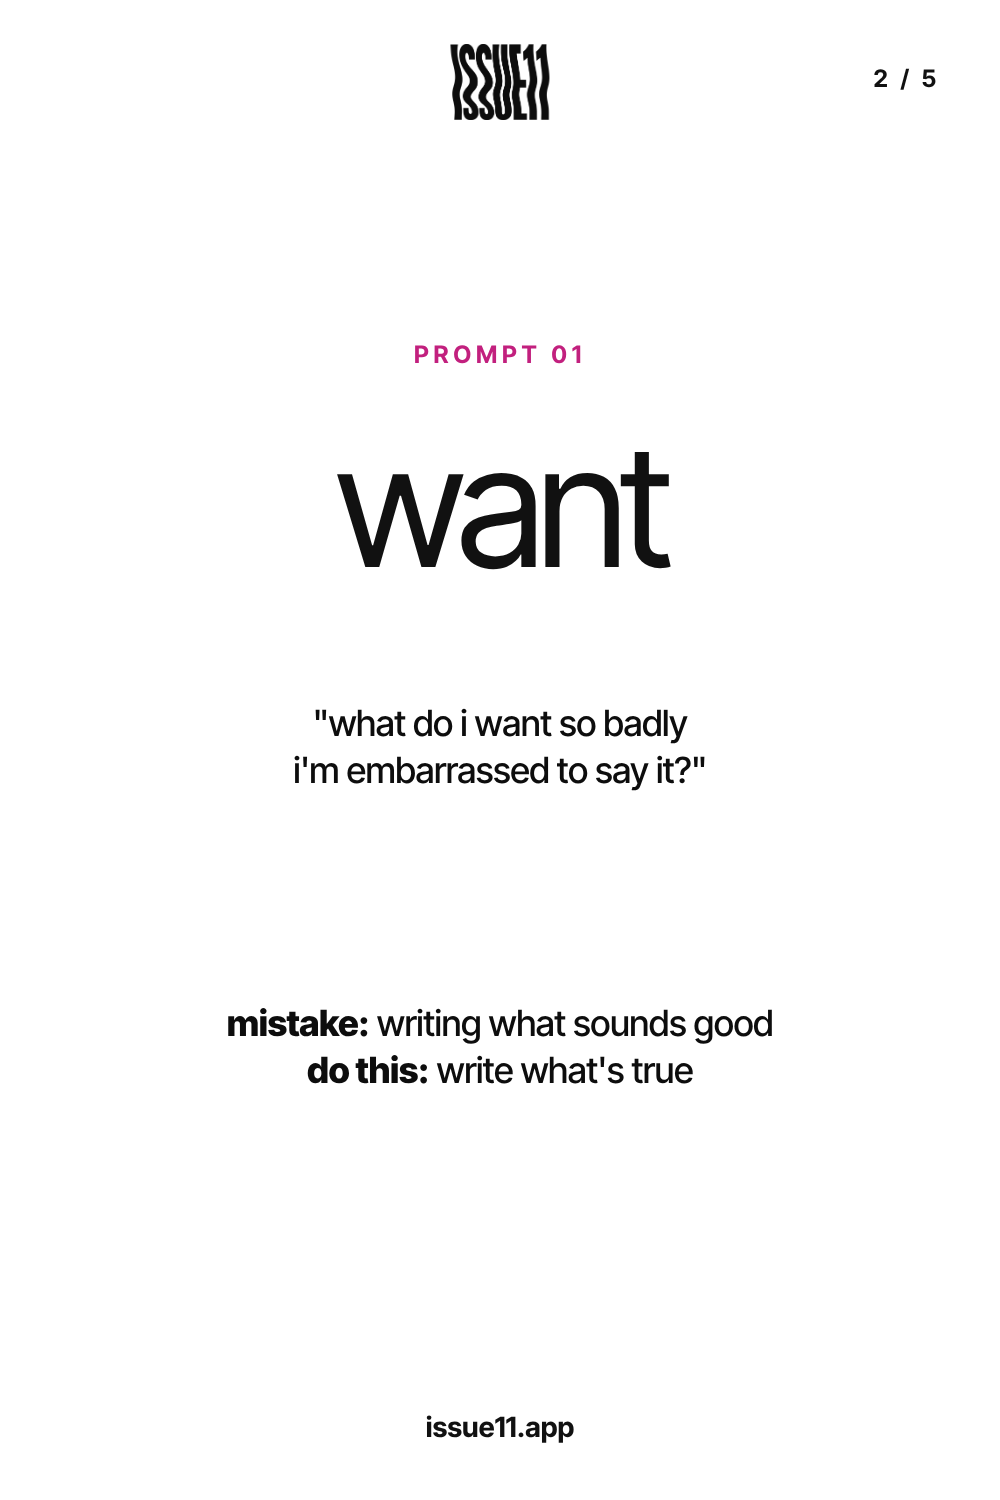 ISSUE11
2 / 5
PROMPT 01
want
"what do i want so badly
i'm embarrassed to say it?"
mistake: writing what sounds good
do this: write what's true
issue11.app